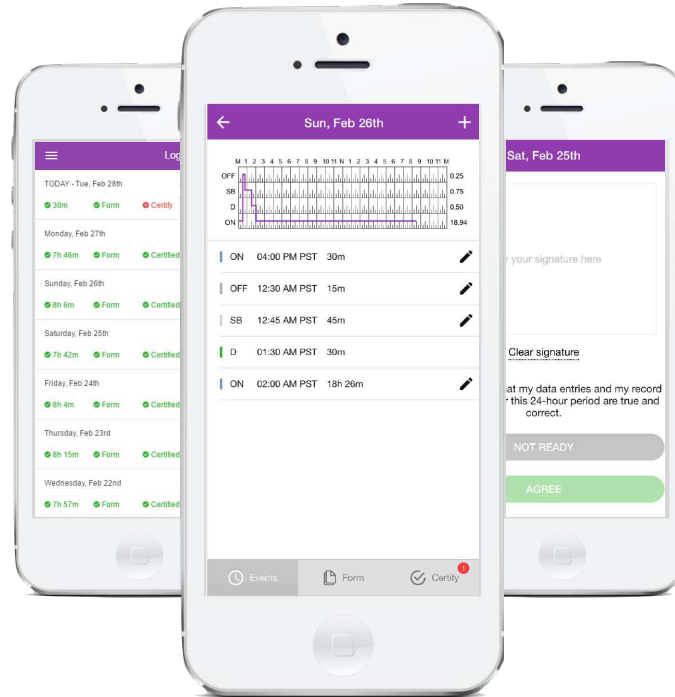 Log
TODAY - Tue, Feb 28th
30m Form Certify
Monday, Feb 27th
7h 46m Form Certified
Sunday, Feb 26th
8h 6m Form Certified
Saturday, Feb 25th
7h 42m Form Certified
Friday, Feb 24th
8h 4m Form Certified
Thursday, Feb 23rd
8h 15m Form Certified
Wednesday, Feb 22nd
7h 57m Form Certified
Sun, Feb 26th
M 1 2 3 4 5 6 7 8 9 10 11 N 1 2 3 4 5 6 7 8 9 10 11 M
OFF 0.25
SB 0.75
D 0.50
ON 18.94
ON 04:00 PM PST 30m
OFF 12:30 AM PST 15m
SB 12:45 AM PST 45m
D 01:30 AM PST 30m
ON 02:00 AM PST 18h 26m
Events Form Certify !
Sat, Feb 25th
your signature here
Clear signature
at my data entries and my record
this 24-hour period are true and
correct.
NOT READY
AGREE